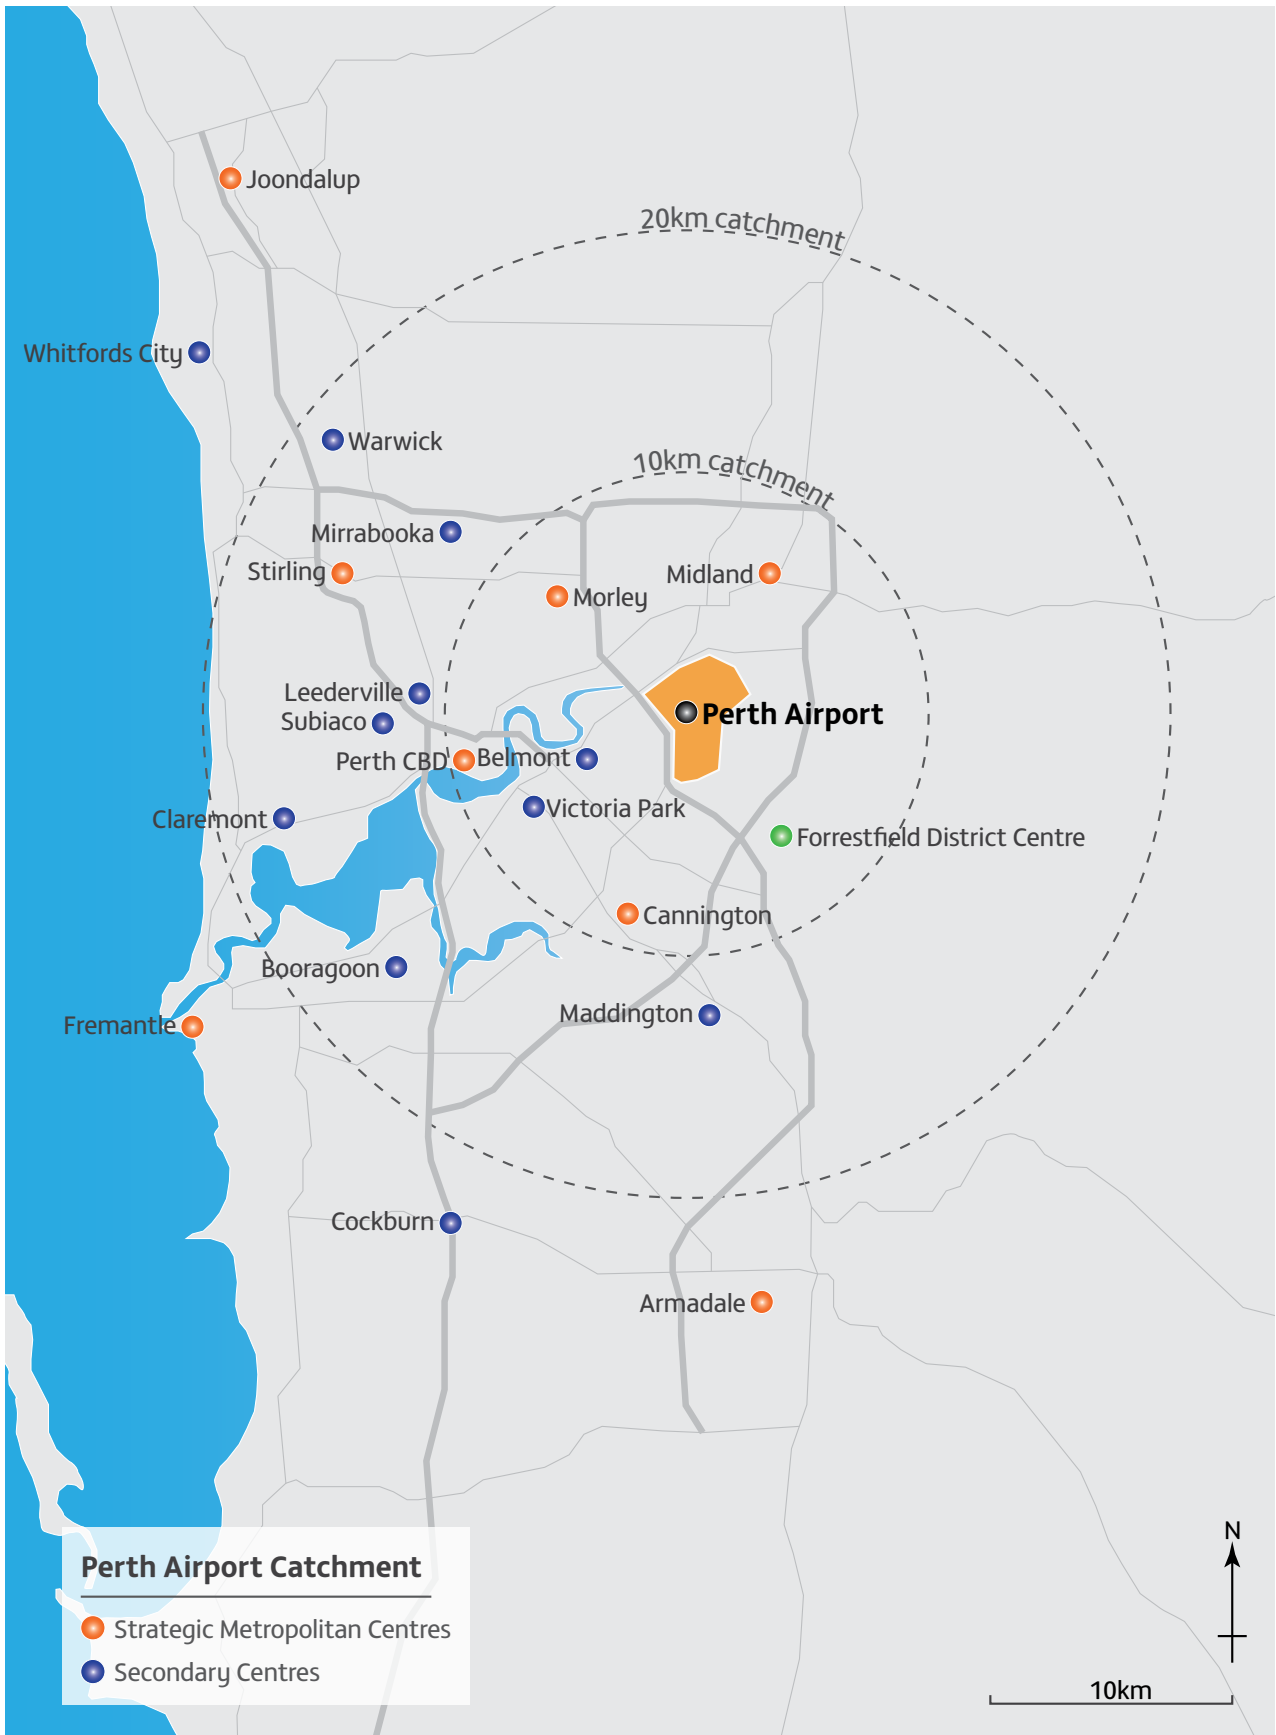 Joondalup
20km catchment
Whitfords City
Warwick
10km catchment
Mirrabooka
Stirling
Midland
Morley
Leederville
Subiaco
Perth Airport
Perth CBD
Belmont
Victoria Park
Claremont
Forrestfield District Centre
Cannington
Booragoon
Maddington
Fremantle
Cockburn
Armadale
N
Perth Airport Catchment
Strategic Metropolitan Centres
Secondary Centres
10km